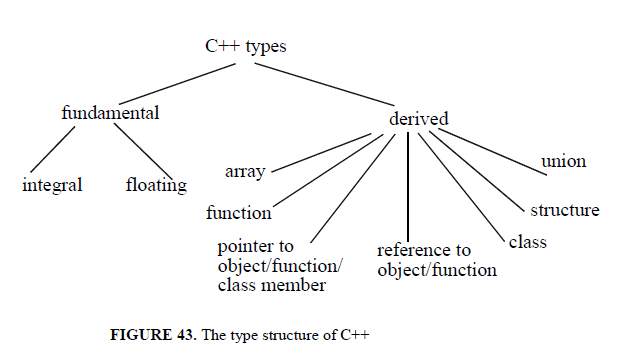 C++ types
fundamental
derived
integral
floating
array
function
pointer to
object/function/
class member
reference to
object/function
class
structure
union
FIGURE 43. The type structure of C++